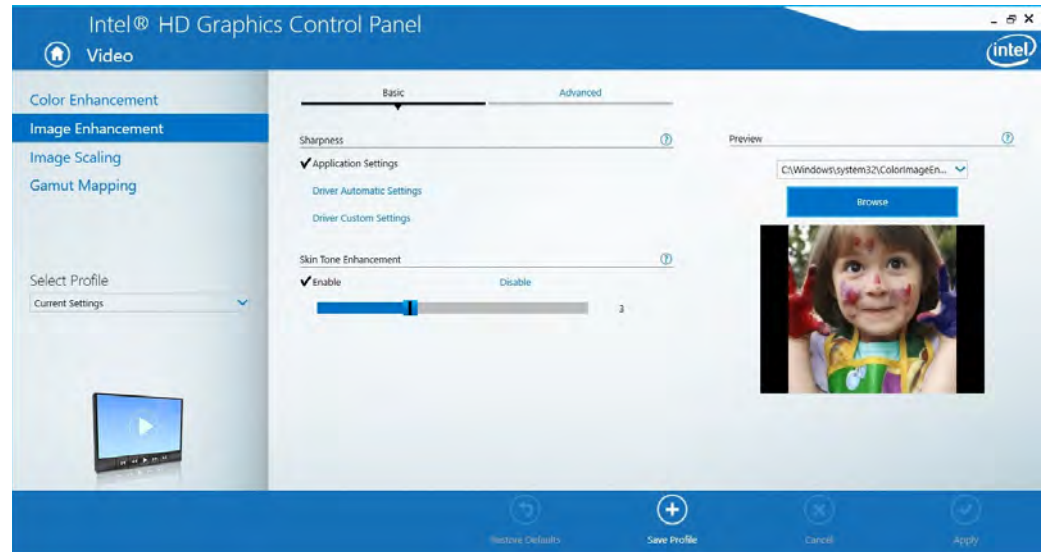 Intel® HD Graphics Control Panel
Video
intel
Color Enhancement
Image Enhancement
Image Scaling
Gamut Mapping
Select Profile
Current Settings
Basic
Advanced
Sharpness
?
Application Settings
Driver Automatic Settings
Driver Custom Settings
Skin Tone Enhancement
?
Enable
Disable
3
Preview
?
C:\Windows\system32\ColorImageEn...
Browse
Restore Defaults
Save Profile
Cancel
Apply